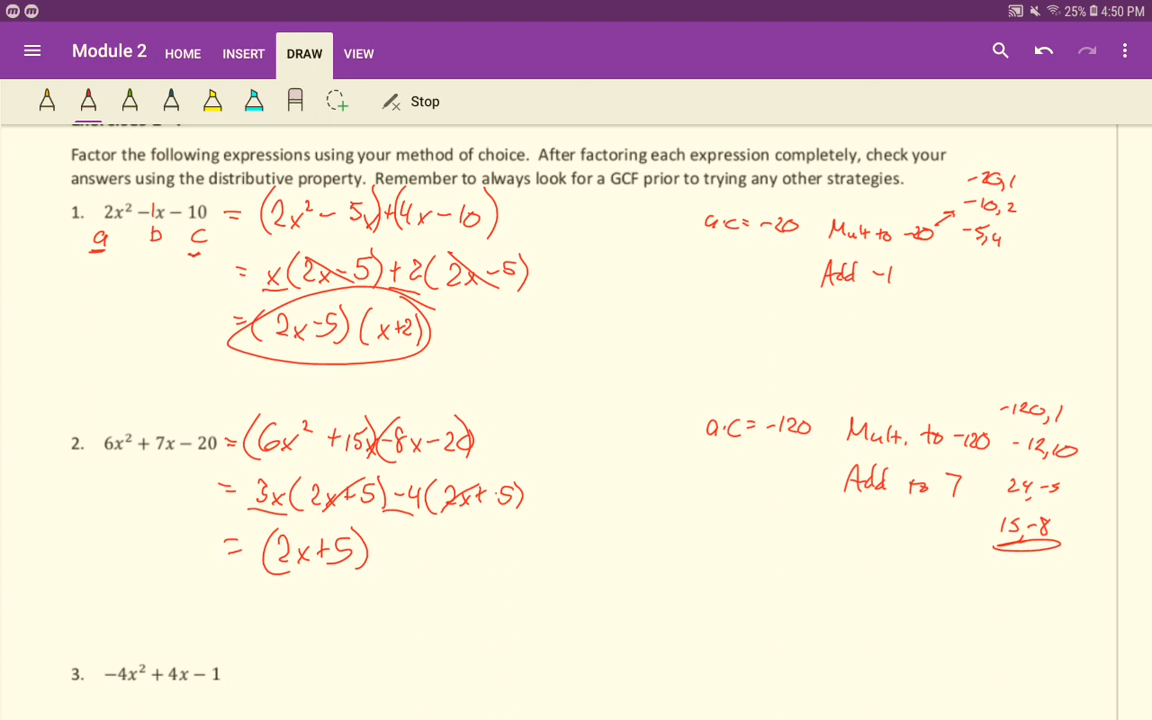 25% 4:50 PM
Module 2 HOME INSERT DRAW VIEW
Stop
Factor the following expressions using your method of choice. After factoring each expression completely, check your
answers using the distributive property. Remember to always look for a GCF prior to trying any other strategies.
1. 2x² − 1x − 10 = (2x² − 5x) + (4x − 10)
a b c
= x(2x − 5) + 2(2x − 5)
= (2x − 5)(x + 2)
a·c = −20 Mult to −20
Add −1
−20, 1
−10, 2
−5, 4
2. 6x² + 7x − 20 = (6x² + 15x)(−8x − 20)
= 3x(2x + 5) − 4(2x + 5)
= (2x + 5)
a·c = −120 Mult. to −120
Add to 7
−120, 1
−12, 10
24, −5
15, −8
3. −4x² + 4x − 1